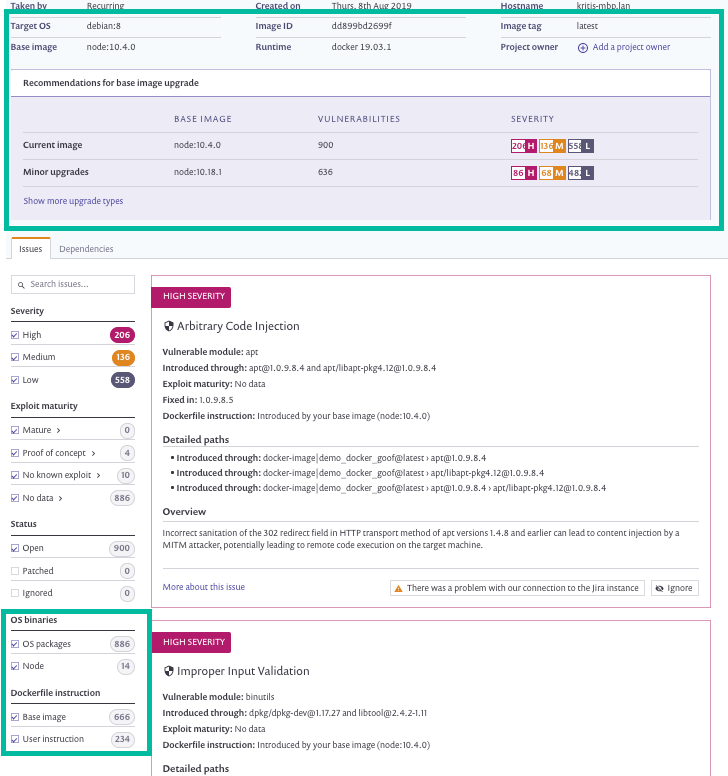 Taken by Recurring Created on Thurs, 8th Aug 2019 Hostname kritis-mbp.lan
Target OS debian:8 Image ID dd899bd2699f Image tag latest
Base image node:10.4.0 Runtime docker 19.03.1 Project owner Add a project owner
Recommendations for base image upgrade
BASE IMAGE VULNERABILITIES SEVERITY
Current image node:10.4.0 900 206 H 136 M 558 L
Minor upgrades node:10.18.1 636 86 H 68 M 482 L
Show more upgrade types
Issues Dependencies
Search issues...
Severity
High 206
Medium 136
Low 558
Exploit maturity
Mature > 0
Proof of concept > 4
No known exploit > 10
No data > 886
Status
Open 900
Patched 0
Ignored 0
OS binaries
OS packages 886
Node 14
Dockerfile instruction
Base image 666
User instruction 234
HIGH SEVERITY
Arbitrary Code Injection
Vulnerable module: apt
Introduced through: apt@1.0.9.8.4 and apt/libapt-pkg4.12@1.0.9.8.4
Exploit maturity: No data
Fixed in: 1.0.9.8.5
Dockerfile instruction: Introduced by your base image (node:10.4.0)
Detailed paths
• Introduced through: docker-image|demo_docker_goof@latest › apt@1.0.9.8.4
• Introduced through: docker-image|demo_docker_goof@latest › apt/libapt-pkg4.12@1.0.9.8.4
• Introduced through: docker-image|demo_docker_goof@latest › apt@1.0.9.8.4 › apt/libapt-pkg4.12@1.0.9.8.4
Overview
Incorrect sanitation of the 302 redirect field in HTTP transport method of apt versions 1.4.8 and earlier can lead to content injection by a
MITM attacker, potentially leading to remote code execution on the target machine.
More about this issue There was a problem with our connection to the Jira instance Ignore
HIGH SEVERITY
Improper Input Validation
Vulnerable module: binutils
Introduced through: dpkg/dpkg-dev@1.17.27 and libtool@2.4.2-1.11
Exploit maturity: No data
Dockerfile instruction: Introduced by your base image (node:10.4.0)
Detailed paths